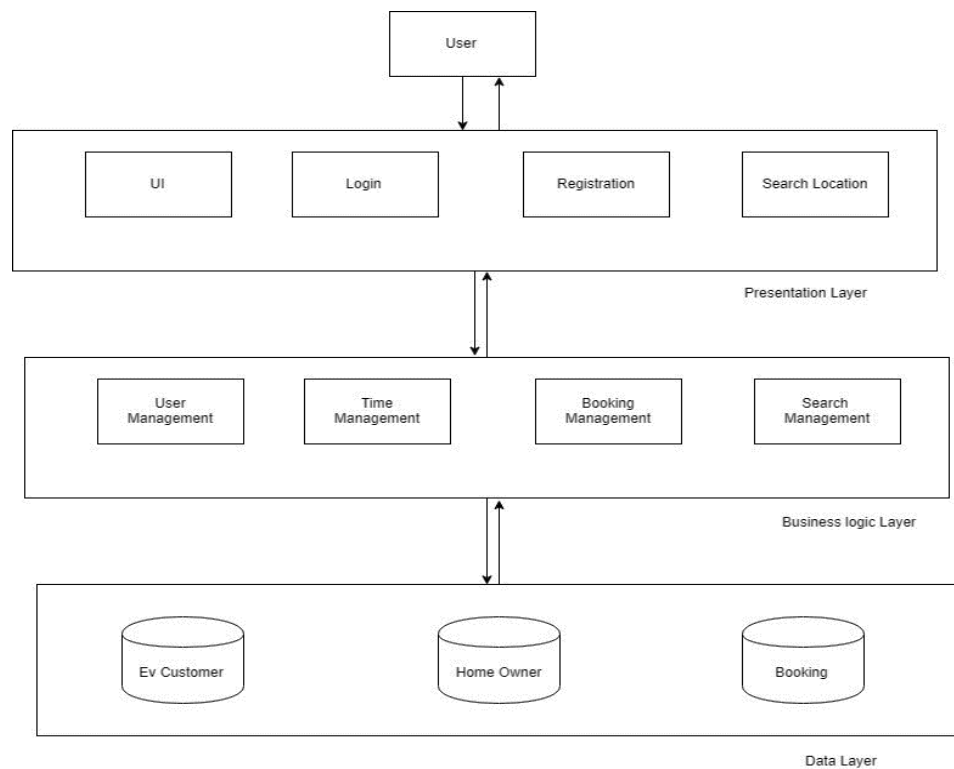 User
UI
Login
Registration
Search Location
Presentation Layer
User
Management
Time
Management
Booking
Management
Search
Management
Business logic Layer
Ev Customer
Home Owner
Booking
Data Layer